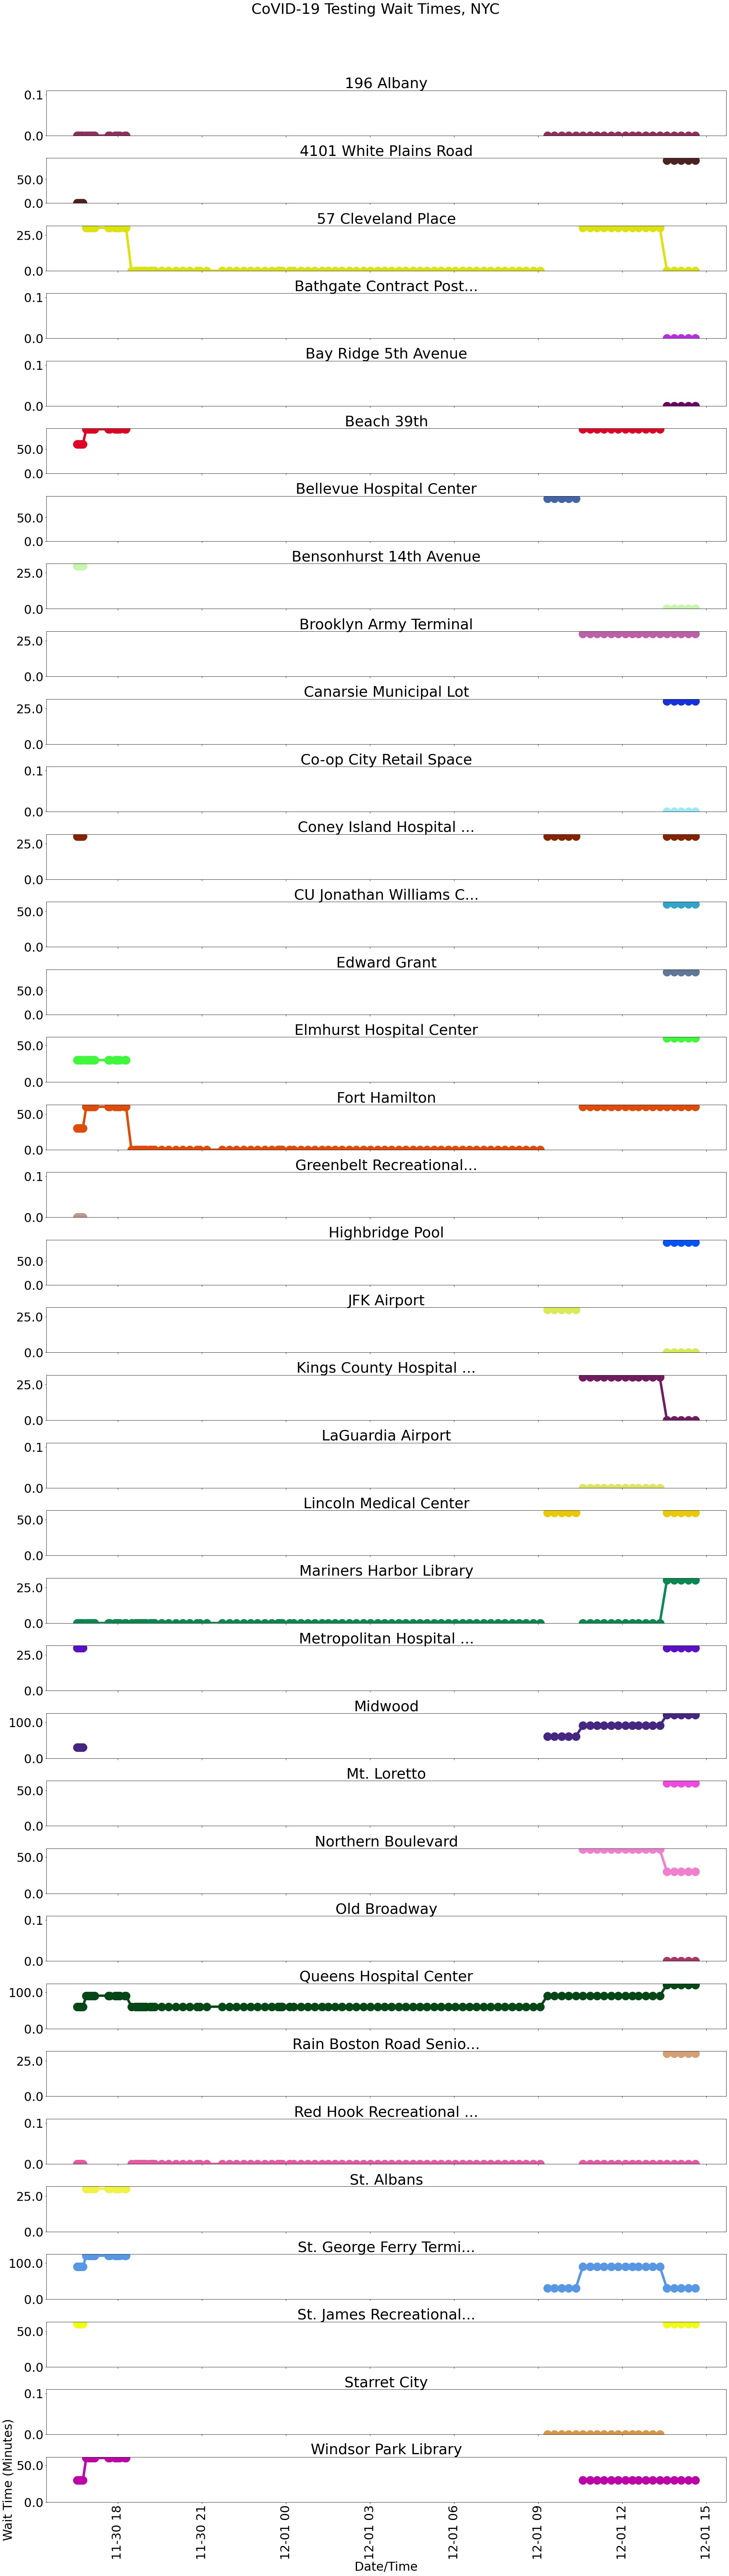 CoVID-19 Testing Wait Times, NYC
196 Albany
0.1
0.0
4101 White Plains Road
50.0
0.0
57 Cleveland Place
25.0
0.0
Bathgate Contract Post...
0.1
0.0
Bay Ridge 5th Avenue
0.1
0.0
Beach 39th
50.0
0.0
Bellevue Hospital Center
50.0
0.0
Bensonhurst 14th Avenue
25.0
0.0
Brooklyn Army Terminal
25.0
0.0
Canarsie Municipal Lot
25.0
0.0
Co-op City Retail Space
0.1
0.0
Coney Island Hospital ...
25.0
0.0
CU Jonathan Williams C...
50.0
0.0
Edward Grant
50.0
0.0
Elmhurst Hospital Center
50.0
0.0
Fort Hamilton
50.0
0.0
Greenbelt Recreational...
0.1
0.0
Highbridge Pool
50.0
0.0
JFK Airport
25.0
0.0
Kings County Hospital ...
25.0
0.0
LaGuardia Airport
0.1
0.0
Lincoln Medical Center
50.0
0.0
Mariners Harbor Library
25.0
0.0
Metropolitan Hospital ...
25.0
0.0
Midwood
100.0
0.0
Mt. Loretto
50.0
0.0
Northern Boulevard
50.0
0.0
Old Broadway
0.1
0.0
Queens Hospital Center
100.0
0.0
Rain Boston Road Senio...
25.0
0.0
Red Hook Recreational ...
0.1
0.0
St. Albans
25.0
0.0
St. George Ferry Termi...
100.0
0.0
St. James Recreational...
50.0
0.0
Starret City
0.1
0.0
Windsor Park Library
50.0
0.0
Wait Time (Minutes)
11-30 18
11-30 21
12-01 00
12-01 03
12-01 06
12-01 09
12-01 12
12-01 15
Date/Time